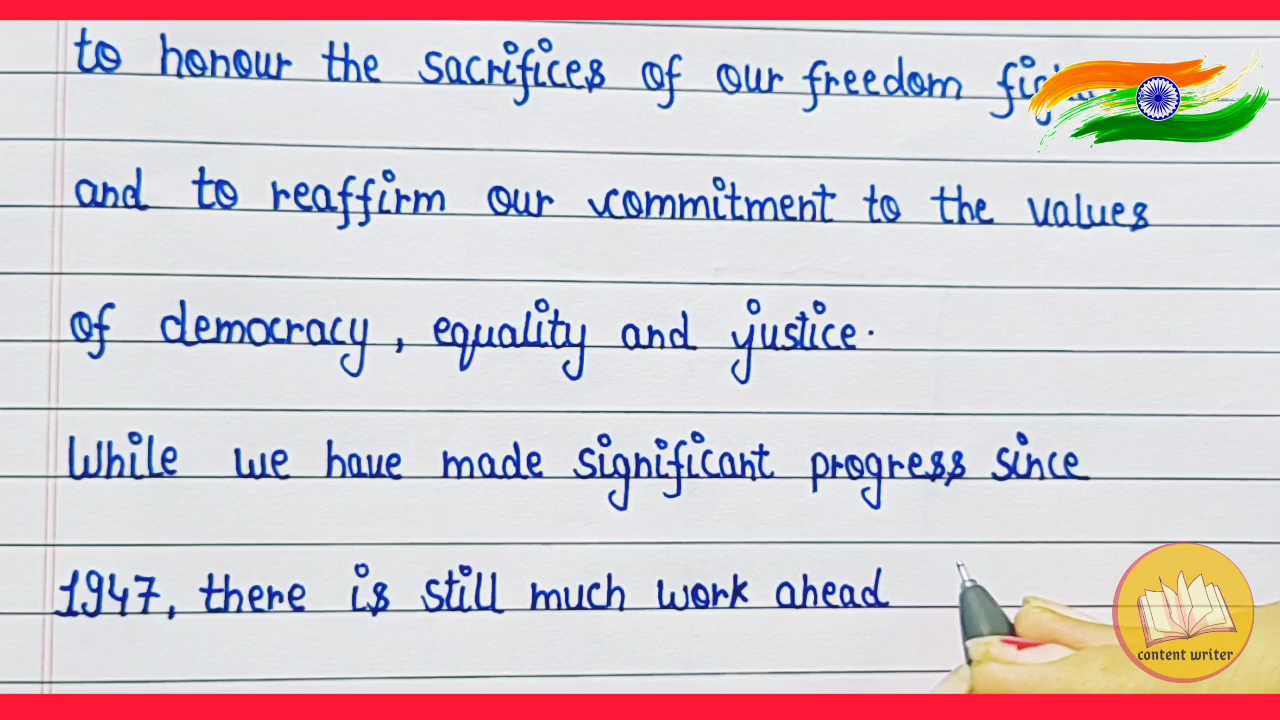 to honour the sacrifices of our freedom
and to reaffirm our commitment to the values
of democracy, equality and justice.
While we have made significant progress since
1947, there is still much work ahead
content writer